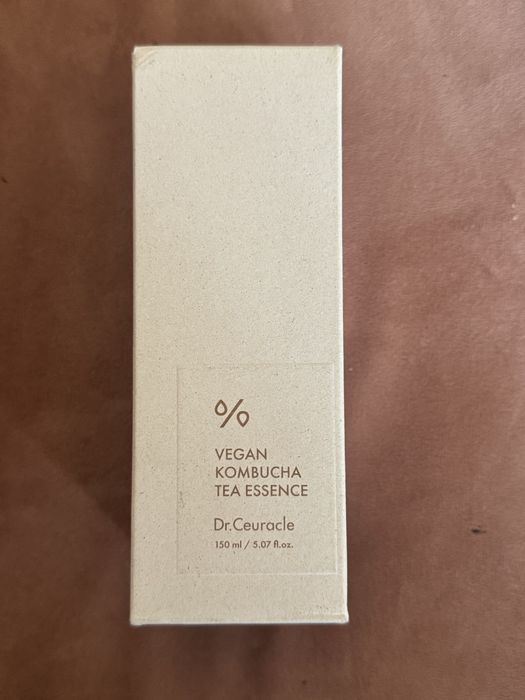 %
VEGAN
KOMBUCHA
TEA ESSENCE
Dr.Ceuracle
150 ml / 5.07 fl.oz.